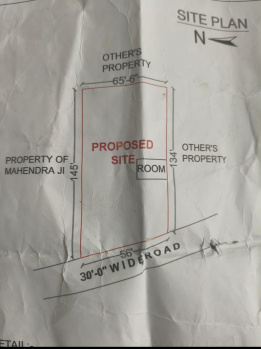 SITE PLAN
N
OTHER'S
PROPERTY
65'-6"
PROPERTY OF
MAHENDRA JI
145'
PROPOSED
SITE
ROOM
134'
OTHER'S
PROPERTY
56'
30'-0" WIDE ROAD
ETAIL:-